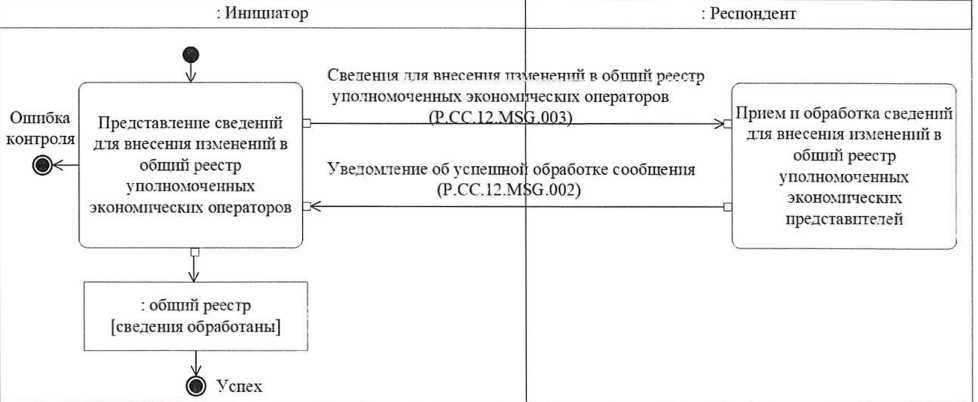 : Инициатор
: Респондент
Сведения для внесения изменений в общий реестр
уполномоченных экономических операторов
(P.CC.12.MSG.003)
Ошибка
контроля
Представление сведений
для внесения изменений в
общий реестр
уполномоченных
экономических операторов
Прием и обработка сведений
для внесения изменений в
общий реестр
уполномоченных
экономических
представителей
Уведомление об успешной обработке сообщения
(P.CC.12.MSG.002)
: общий реестр
[сведения обработаны]
Успех